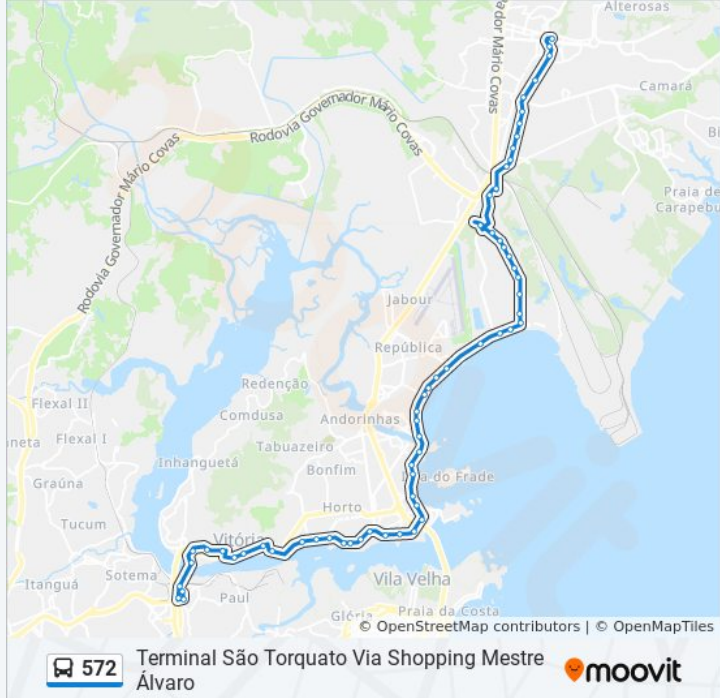 Alterosas
ador Mário Covas
Camará
Rodovia Governador Mário Covas
Rodovia Governador Mário Covas
Praia de
Carapebu
Jabour
República
Redenção
Flexal II
Comdusa
Andorinhas
Flexal I
Tabuazeiro
Inhanguetá
Bonfim
Ilha do Frade
Graúna
Horto
Tucum
Vitória
Sotema
Itanguá
Paul
Vila Velha
Glória
Praia da Costa
© OpenStreetMap contributors | © OpenMapTiles
572
Terminal São Torquato Via Shopping Mestre
Álvaro
moovit